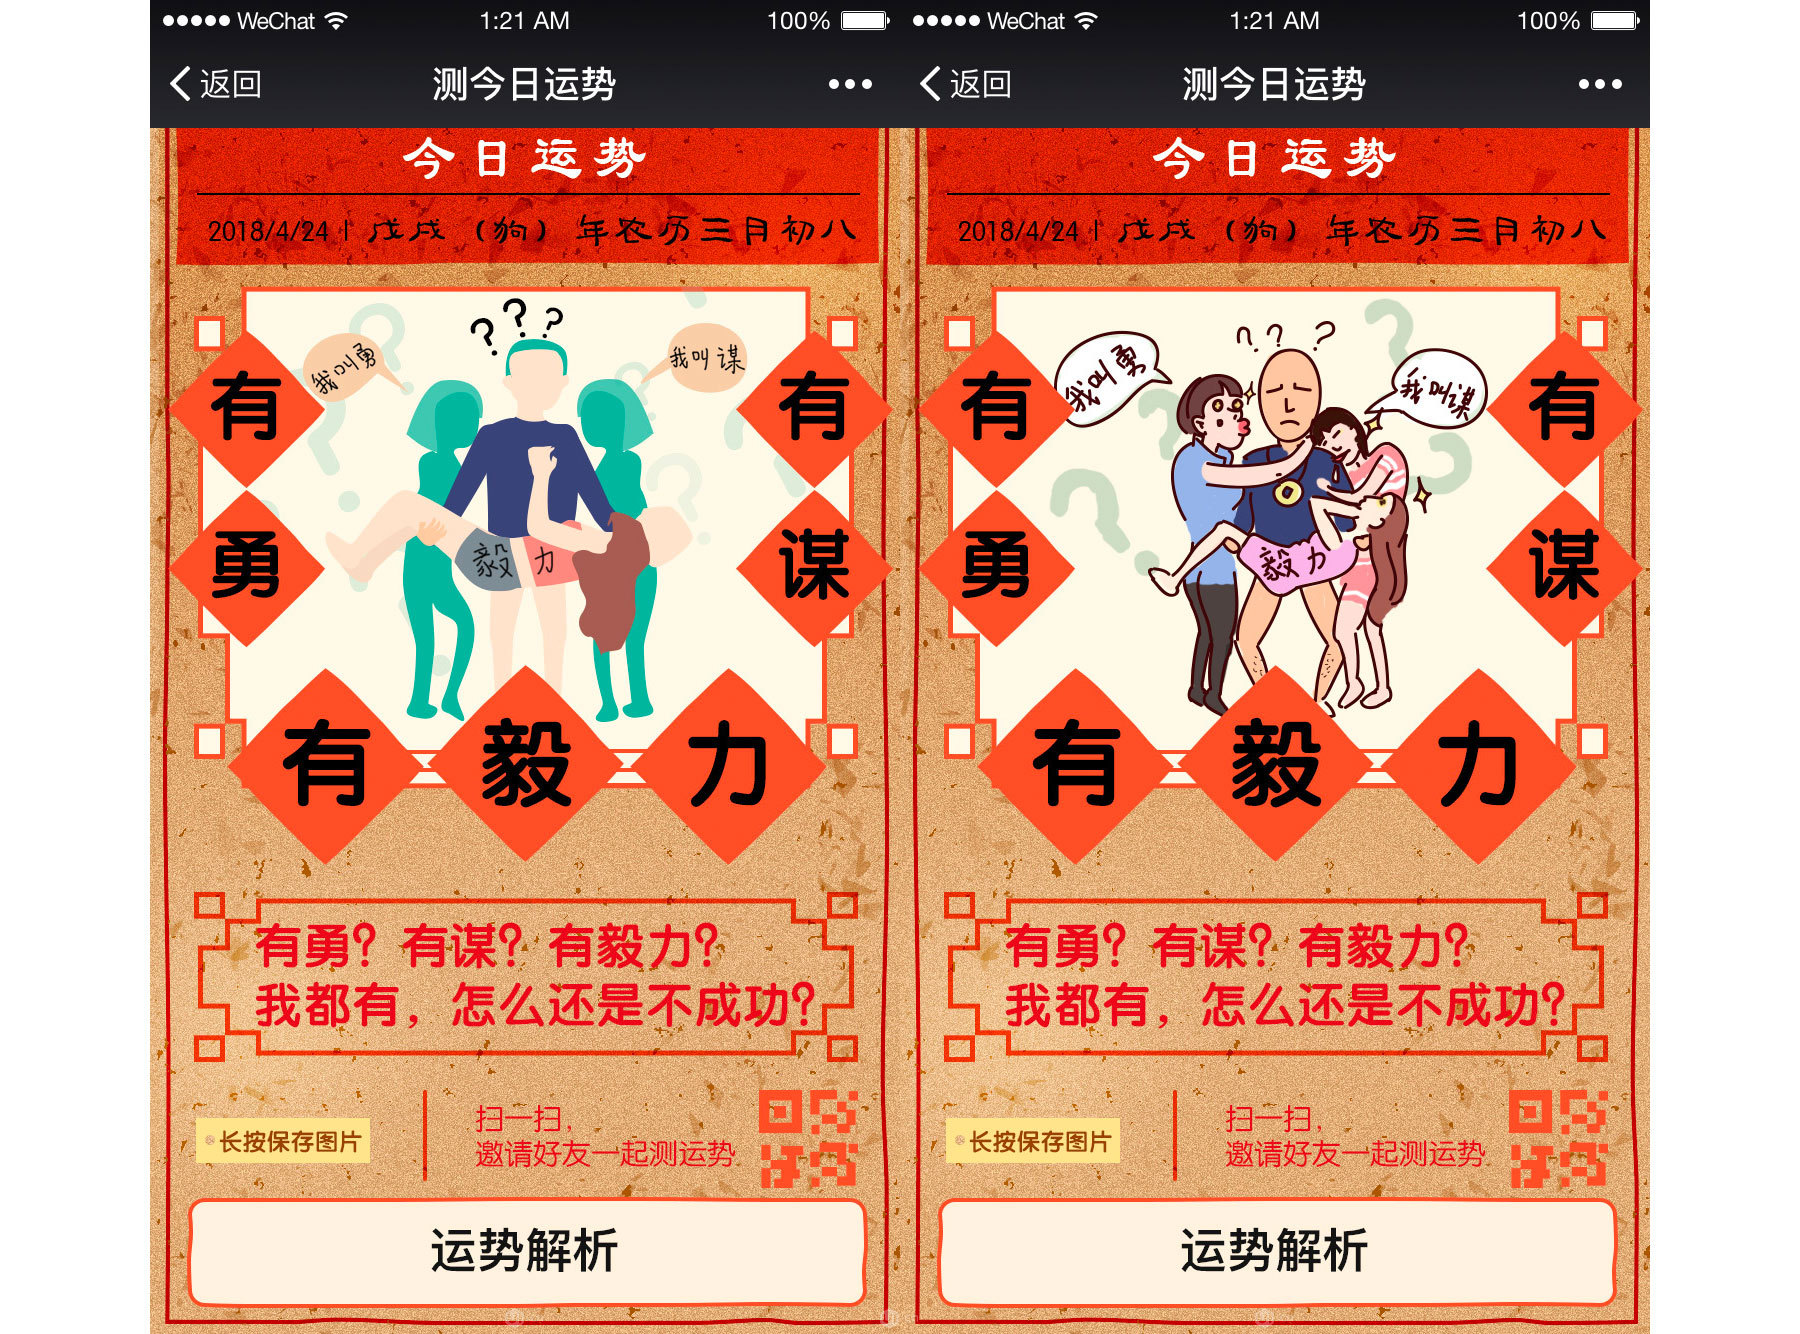 WeChat 1:21 AM 100%
返回 测今日运势
今日运势
2018/4/24 | 戊戌（狗）年农历三月初八
我叫勇
我叫谋
有
勇
有
谋
毅力
有毅力
有勇？有谋？有毅力？
我都有，怎么还是不成功？
长按保存图片
扫一扫，
邀请好友一起测运势
运势解析
WeChat 1:21 AM 100%
返回 测今日运势
今日运势
2018/4/24 | 戊戌（狗）年农历三月初八
我叫勇
我叫谋
有
勇
有
谋
毅力
有毅力
有勇？有谋？有毅力？
我都有，怎么还是不成功？
长按保存图片
扫一扫，
邀请好友一起测运势
运势解析